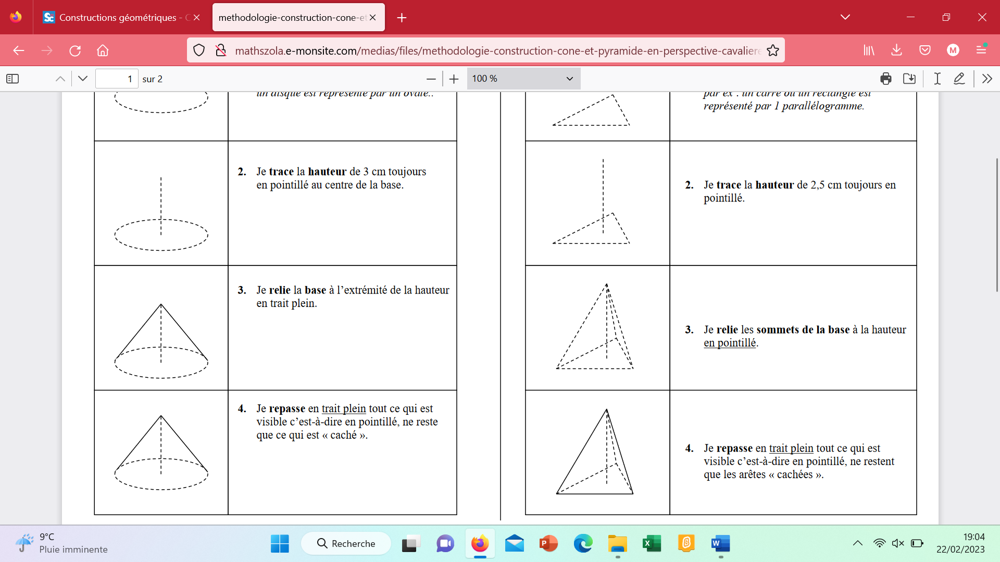 Constructions géométriques - C
methodologie-construction-cone-et
mathszola.e-monsite.com/medias/files/methodologie-construction-cone-et-pyramide-en-perspective-cavaliere
M
1 sur 2
100 %
un disque est représenté par un ovale..
2. Je trace la hauteur de 3 cm toujours
en pointillé au centre de la base.
3. Je relie la base à l’extrémité de la hauteur
en trait plein.
4. Je repasse en trait plein tout ce qui est
visible c’est-à-dire en pointillé, ne reste
que ce qui est « caché ».
par ex : un carré ou un rectangle est
représenté par 1 parallélogramme.
2. Je trace la hauteur de 2,5 cm toujours en
pointillé.
3. Je relie les sommets de la base à la hauteur
en pointillé.
4. Je repasse en trait plein tout ce qui est
visible c’est-à-dire en pointillé, ne restent
que les arêtes « cachées ».
9°C
Pluie imminente
Recherche
19:04
22/02/2023